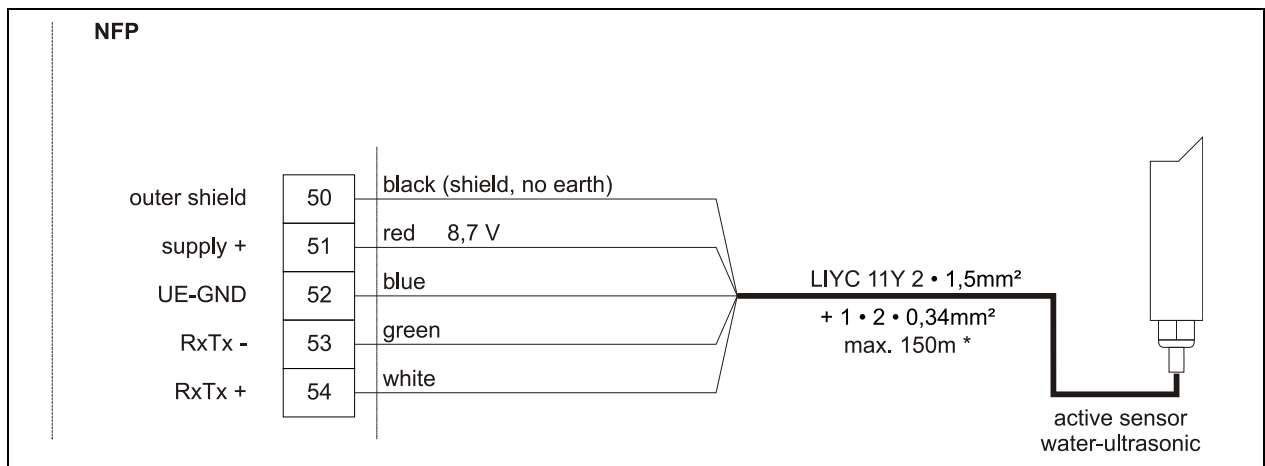 NFP
outer shield 50 black (shield, no earth)
supply + 51 red 8,7 V
UE-GND 52 blue
RxTx - 53 green
RxTx + 54 white
LIYC 11Y 2 • 1,5mm²
+ 1 • 2 • 0,34mm²
max. 150m *
active sensor
water-ultrasonic